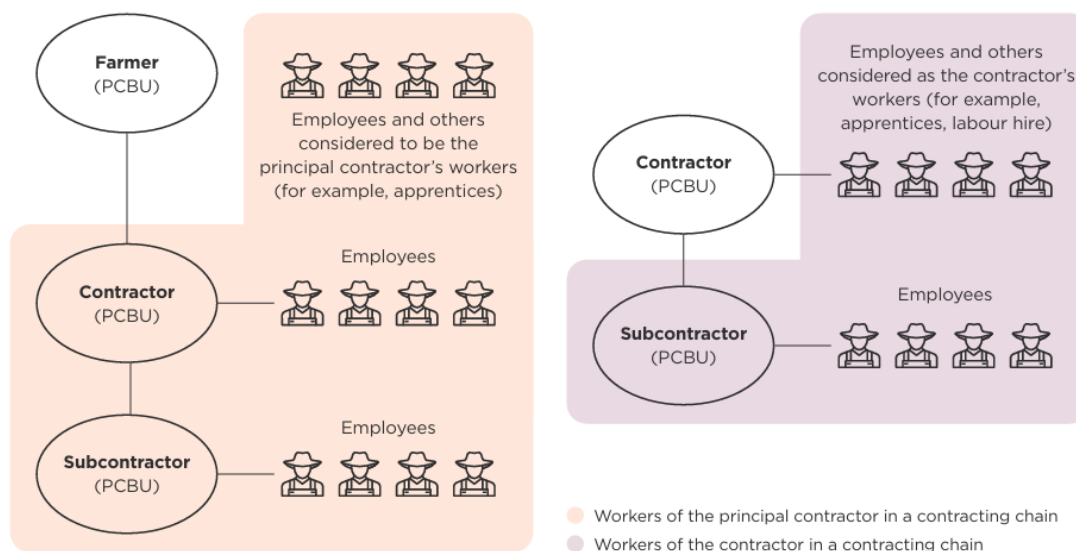 Farmer
(PCBU)
Employees and others
considered to be the
principal contractor's workers
(for example, apprentices)
Contractor
(PCBU)
Employees
Subcontractor
(PCBU)
Employees
Employees and others
considered as the contractor's
workers (for example,
apprentices, labour hire)
Contractor
(PCBU)
Employees
Subcontractor
(PCBU)
Workers of the principal contractor in a contracting chain
Workers of the contractor in a contracting chain